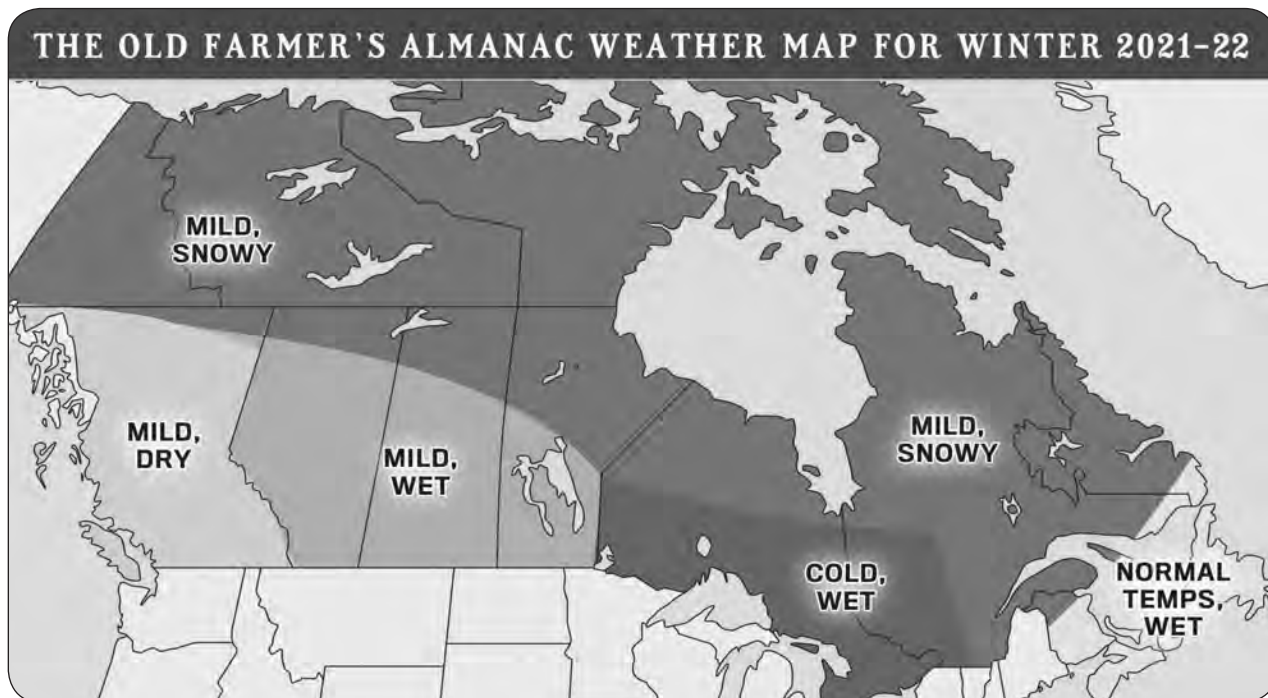 THE OLD FARMER'S ALMANAC WEATHER MAP FOR WINTER 2021–22
MILD,
SNOWY
MILD,
DRY
MILD,
WET
MILD,
SNOWY
COLD,
WET
NORMAL
TEMPS,
WET